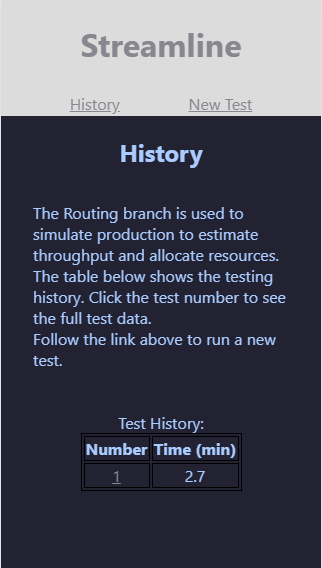 Streamline
History New Test
History
The Routing branch is used to
simulate production to estimate
throughput and allocate resources.
The table below shows the testing
history. Click the test number to see
the full test data.
Follow the link above to run a new
test.
Test History:
Number Time (min)
1 2.7